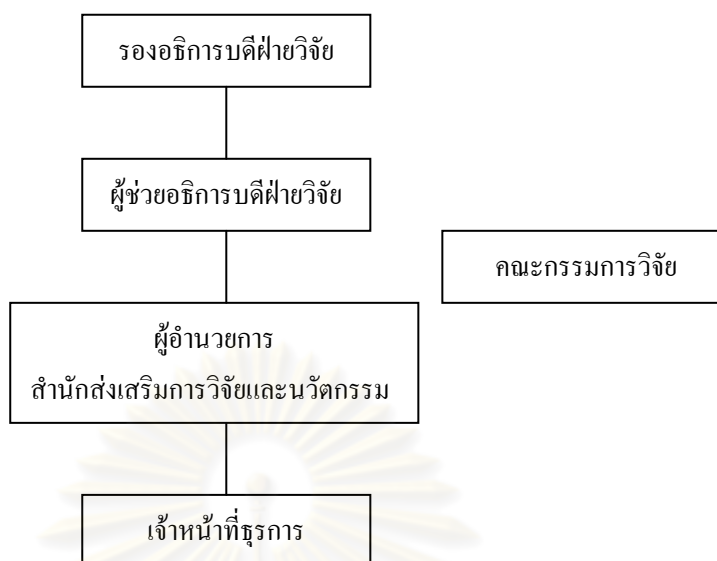 รองอธิการบดีฝ่ายวิจัย
ผู้ช่วยอธิการบดีฝ่ายวิจัย
คณะกรรมการวิจัย
ผู้อำนวยการ
สำนักส่งเสริมการวิจัยและนวัตกรรม
เจ้าหน้าที่ธุรการ